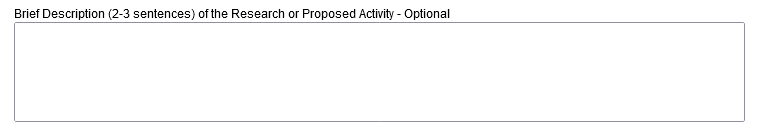 Brief Description (2-3 sentences) of the Research or Proposed Activity - Optional